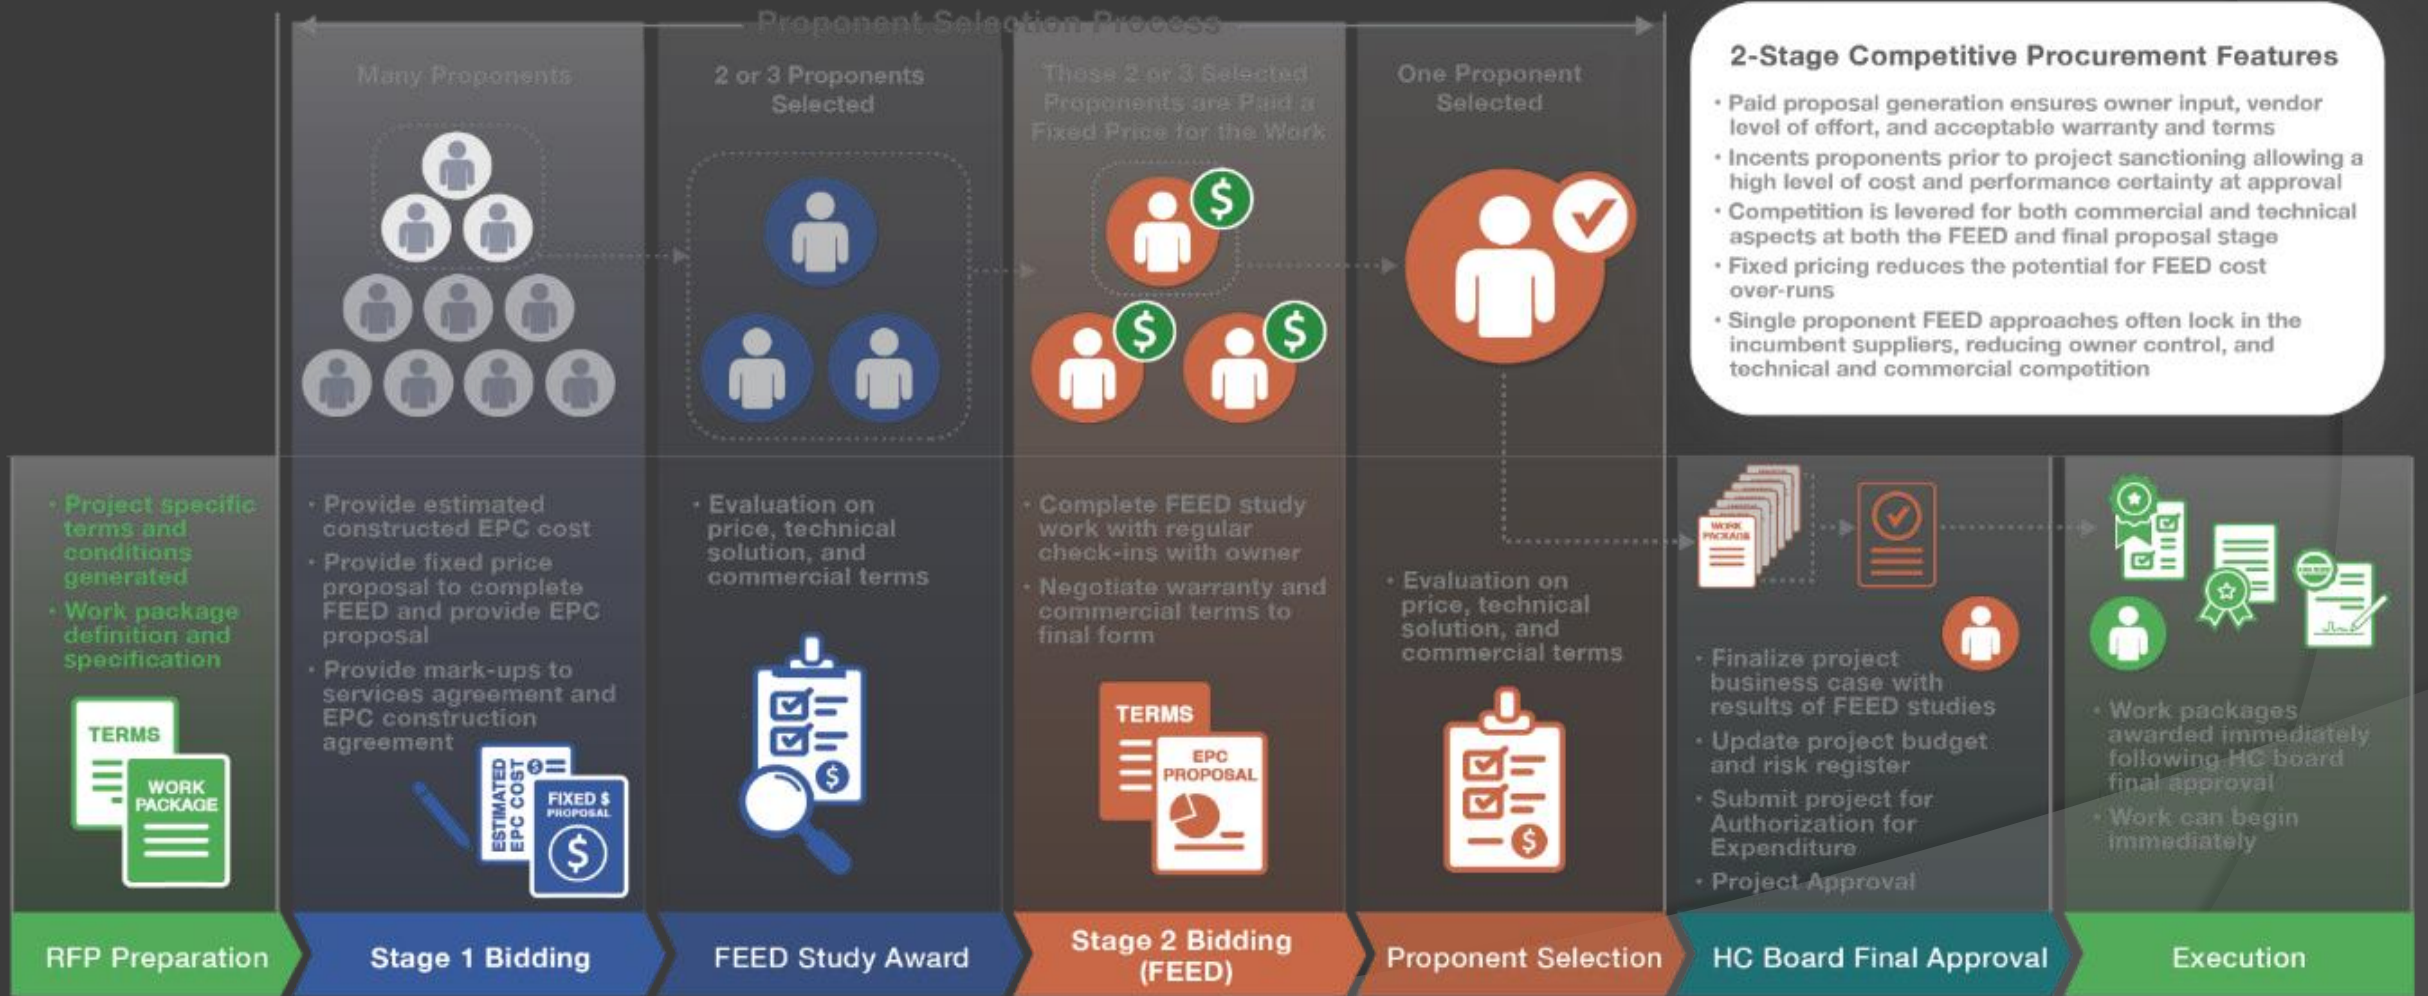 Proponent Selection Process
Many Proponents
2 or 3 Proponents
Selected
Those 2 or 3 Selected
Proponents are Paid a
Fixed Price for the Work
One Proponent
Selected
2-Stage Competitive Procurement Features
• Paid proposal generation ensures owner input, vendor
level of effort, and acceptable warranty and terms
• Incents proponents prior to project sanctioning allowing a
high level of cost and performance certainty at approval
• Competition is levered for both commercial and technical
aspects at both the FEED and final proposal stage
• Fixed pricing reduces the potential for FEED cost
over-runs
• Single proponent FEED approaches often lock in the
incumbent suppliers, reducing owner control, and
technical and commercial competition
$
$
$
• Project specific
terms and
conditions
generated
• Work package
definition and
specification
TERMS
WORK
PACKAGE
• Provide estimated
constructed EPC cost
• Provide fixed price
proposal to complete
FEED and provide EPC
proposal
• Provide mark-ups to
services agreement and
EPC construction
agreement
ESTIMATED
EPC COST
$
FIXED $
PROPOSAL
$
• Evaluation on
price, technical
solution, and
commercial terms
$
• Complete FEED study
work with regular
check-ins with owner
• Negotiate warranty and
commercial terms to
final form
TERMS
EPC
PROPOSAL
• Evaluation on
price, technical
solution, and
commercial terms
$
WORK
PACKAGE
• Finalize project
business case with
results of FEED studies
• Update project budget
and risk register
• Submit project for
Authorization for
Expenditure
• Project Approval
• Work packages
awarded immediately
following HC board
final approval
• Work can begin
immediately
RFP Preparation
Stage 1 Bidding
FEED Study Award
Stage 2 Bidding
(FEED)
Proponent Selection
HC Board Final Approval
Execution